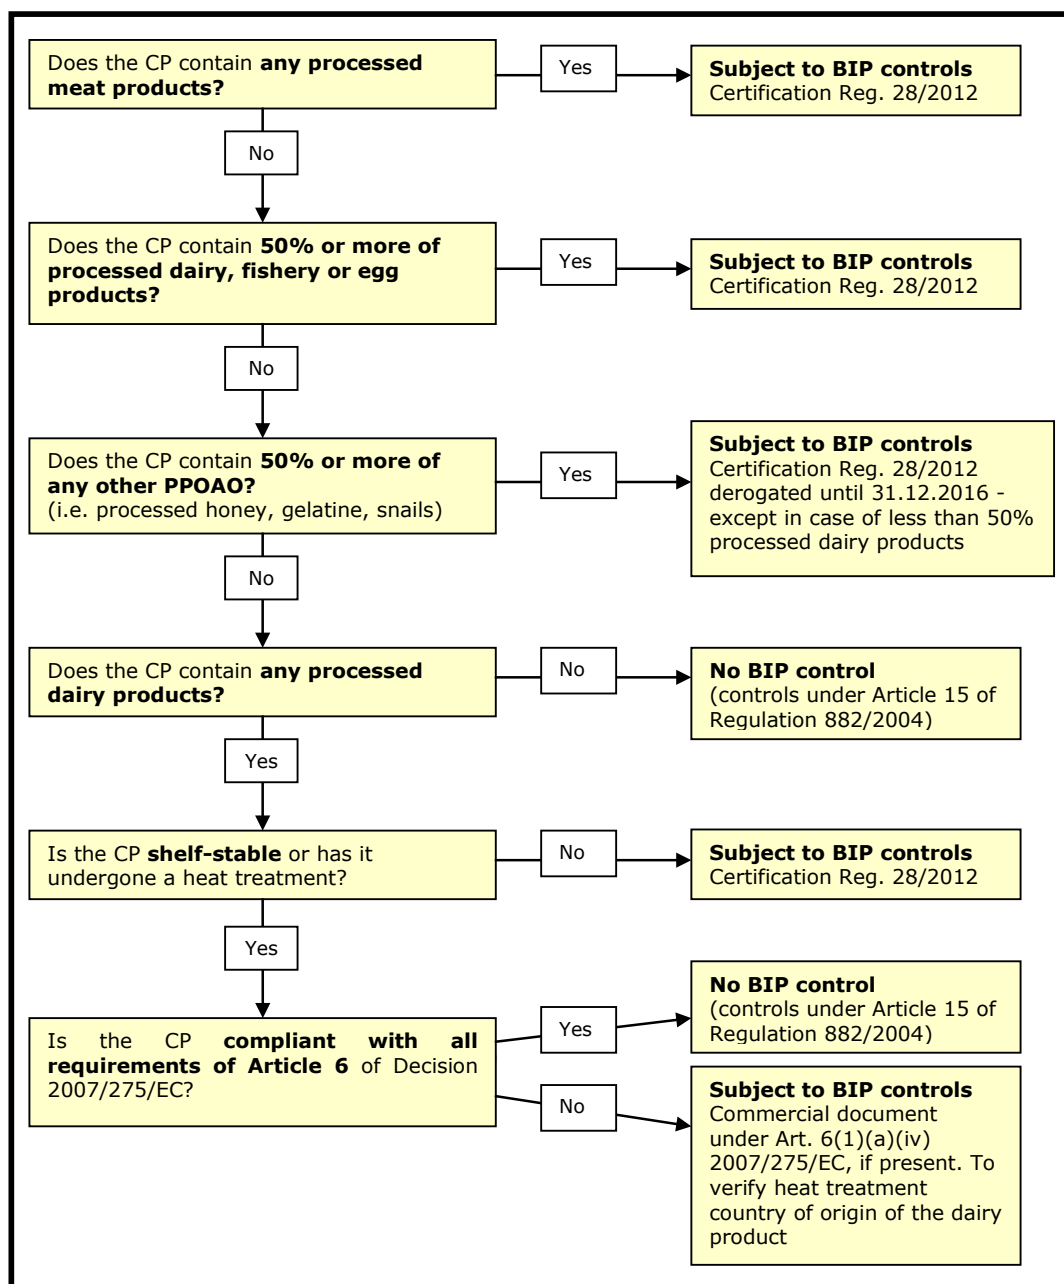 Does the CP contain any processed
meat products?
Yes
Subject to BIP controls
Certification Reg. 28/2012
No
Does the CP contain 50% or more of
processed dairy, fishery or egg
products?
Yes
Subject to BIP controls
Certification Reg. 28/2012
No
Does the CP contain 50% or more of
any other PPOAO?
(i.e. processed honey, gelatine, snails)
Yes
Subject to BIP controls
Certification Reg. 28/2012
derogated until 31.12.2016 -
except in case of less than 50%
processed dairy products
No
Does the CP contain any processed
dairy products?
No
No BIP control
(controls under Article 15 of
Regulation 882/2004)
Yes
Is the CP shelf-stable or has it
undergone a heat treatment?
No
Subject to BIP controls
Certification Reg. 28/2012
Yes
Is the CP compliant with all
requirements of Article 6 of Decision
2007/275/EC?
Yes
No BIP control
(controls under Article 15 of
Regulation 882/2004)
No
Subject to BIP controls
Commercial document
under Art. 6(1)(a)(iv)
2007/275/EC, if present. To
verify heat treatment
country of origin of the dairy
product